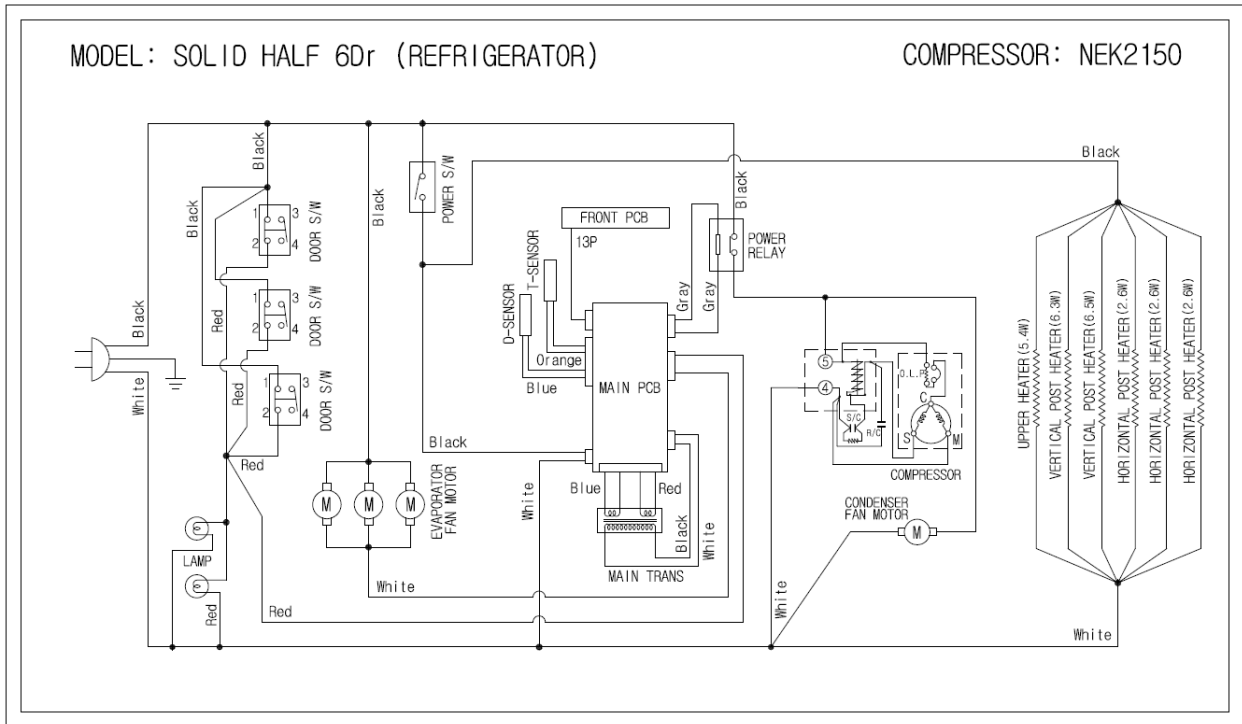 MODEL: SOLID HALF 6Dr (REFRIGERATOR)
COMPRESSOR: NEK2150
Black
Black
Black
Black
Black
Black
POWER S/W
Black
1 3
2 4
DOOR S/W
1 3
2 4
DOOR S/W
1 3
2 4
DOOR S/W
Red
Red
Red
White
FRONT PCB
13P
T-SENSOR
D-SENSOR
Orange
Blue
MAIN PCB
Gray
Gray
POWER
RELAY
Black
White
Blue
Red
Black
White
MAIN TRANS
EVAPORATOR
FAN MOTOR
M
M
M
White
LAMP
Red
Red
5
4
O.L.P
C
S/C
R/C
S
M
COMPRESSOR
CONDENSER
FAN MOTOR
M
White
UPPER HEATER(5.4W)
VERTICAL POST HEATER(6.3W)
VERTICAL POST HEATER(6.5W)
HORIZONTAL POST HEATER(2.6W)
HORIZONTAL POST HEATER(2.6W)
HORIZONTAL POST HEATER(2.6W)
White